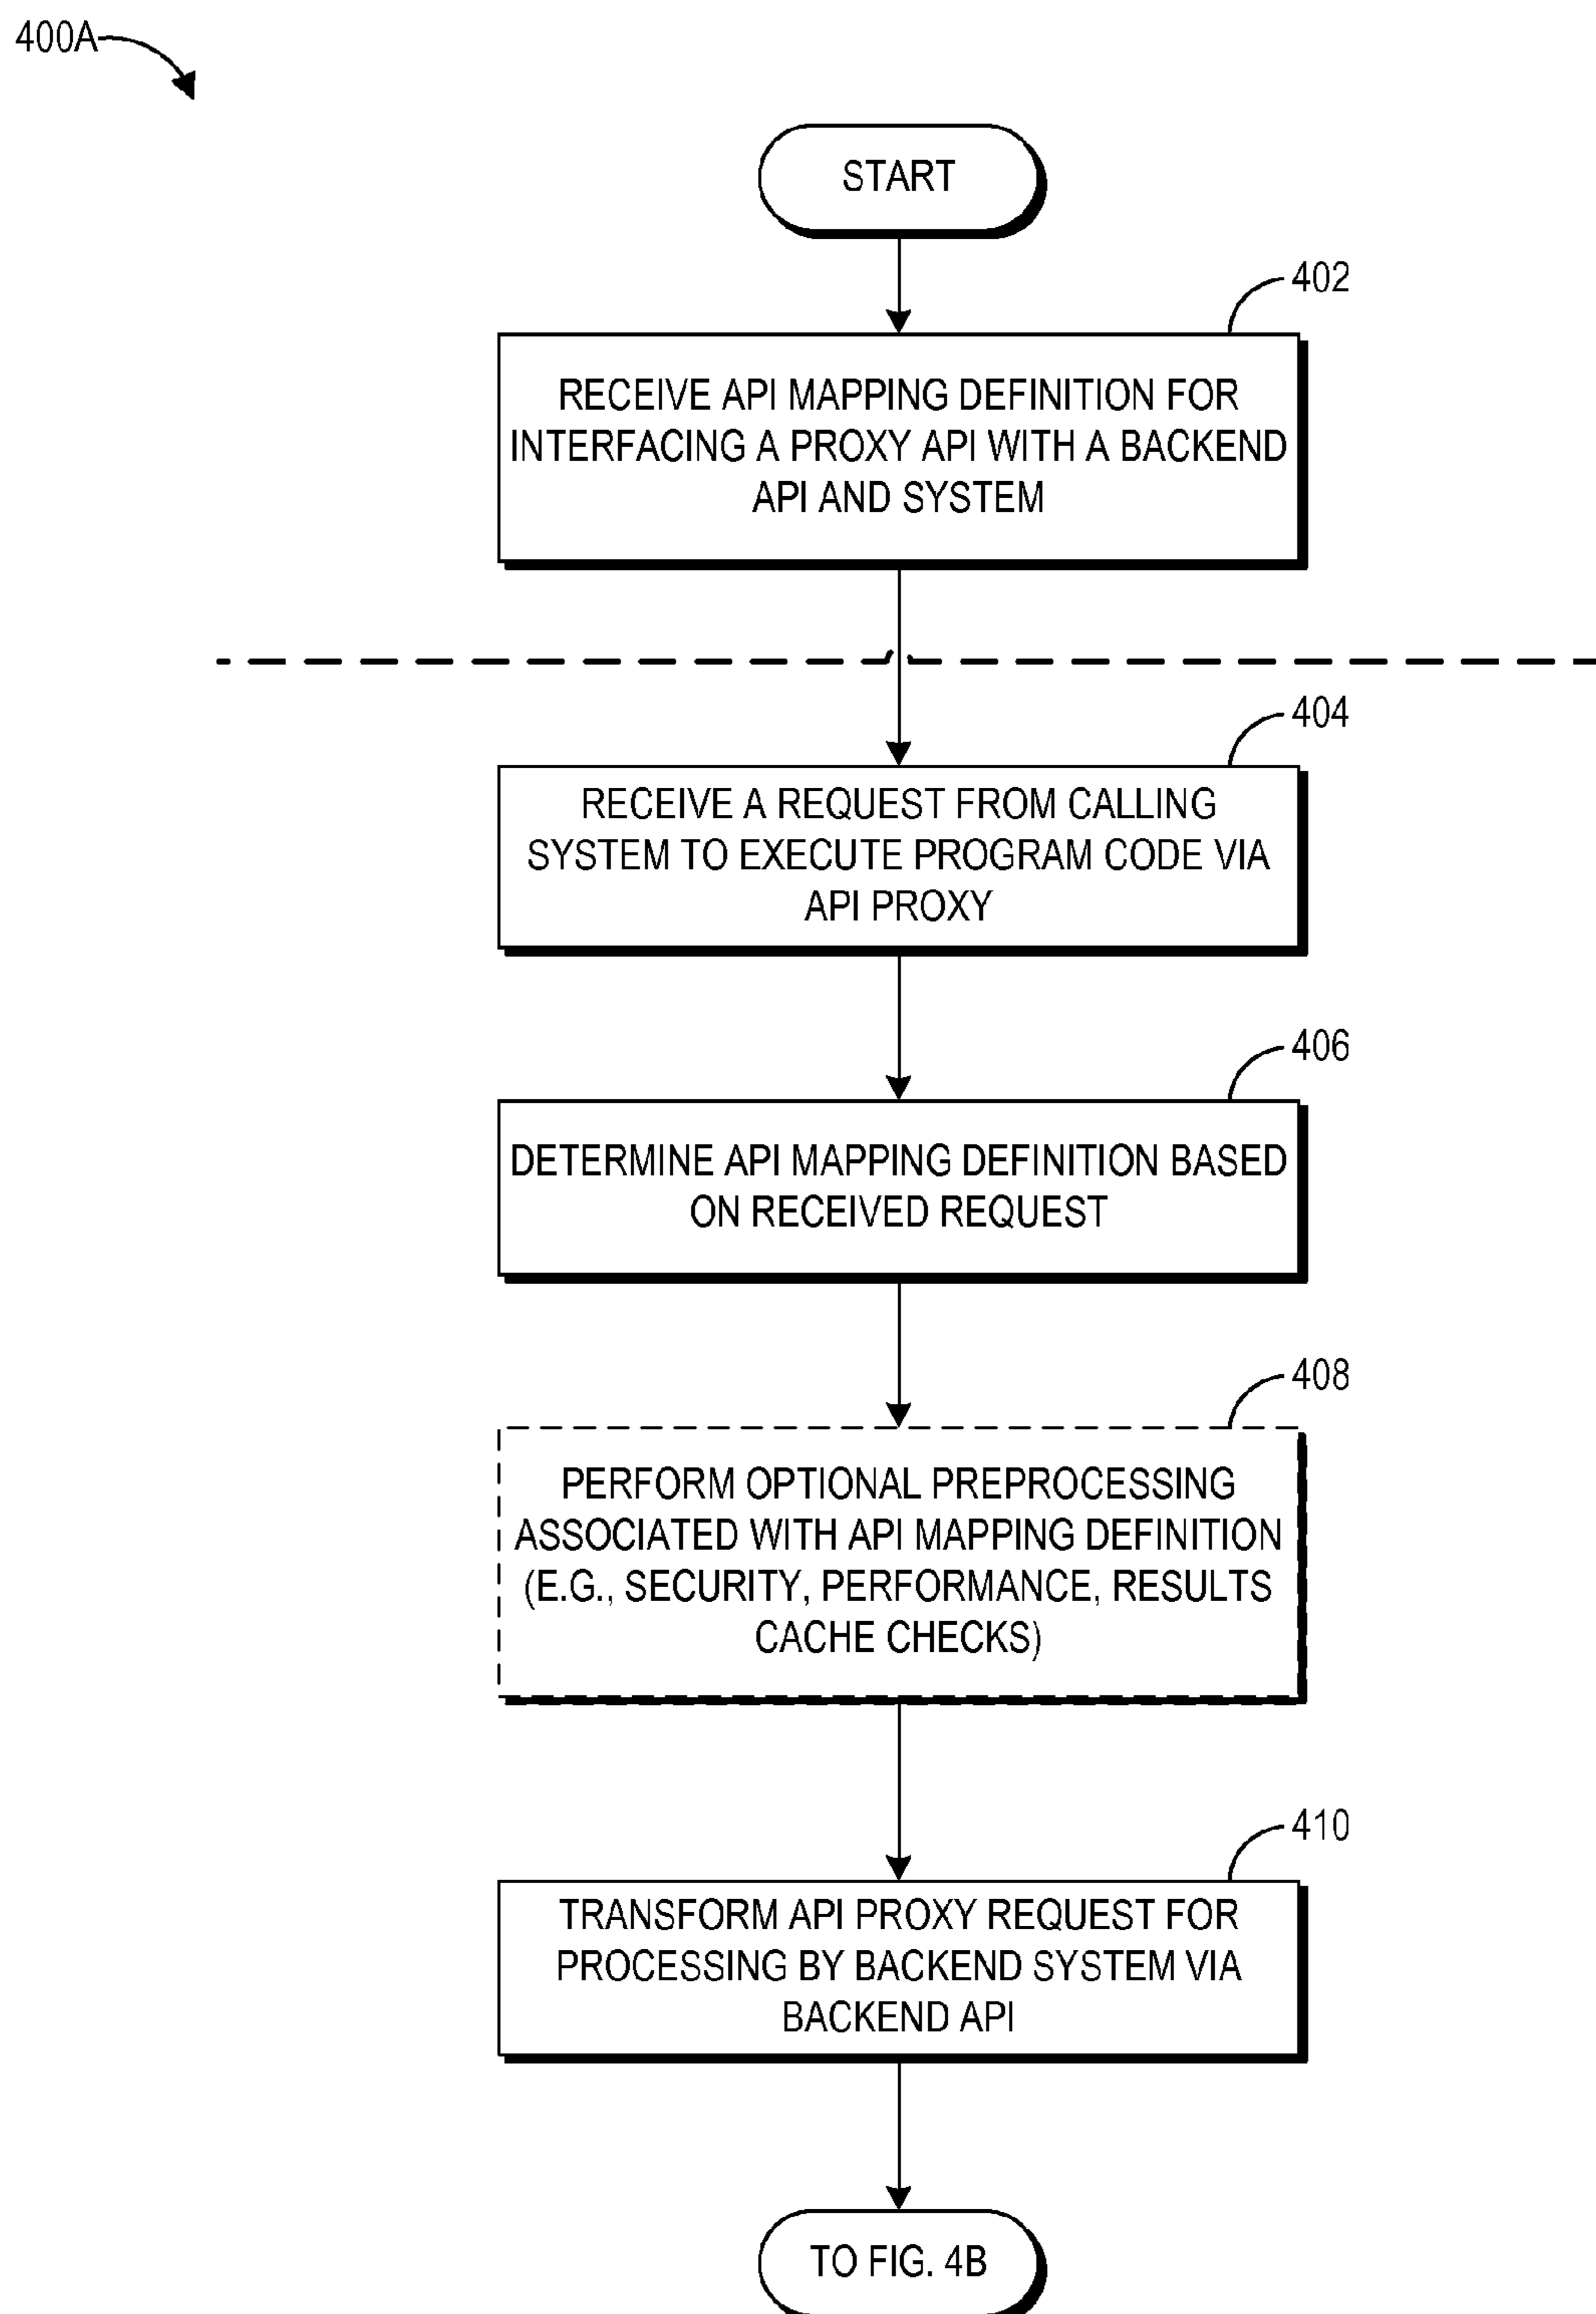 400A
START
402
RECEIVE API MAPPING DEFINITION FOR
INTERFACING A PROXY API WITH A BACKEND
API AND SYSTEM
404
RECEIVE A REQUEST FROM CALLING
SYSTEM TO EXECUTE PROGRAM CODE VIA
API PROXY
406
DETERMINE API MAPPING DEFINITION BASED
ON RECEIVED REQUEST
408
PERFORM OPTIONAL PREPROCESSING
ASSOCIATED WITH API MAPPING DEFINITION
(E.G., SECURITY, PERFORMANCE, RESULTS
CACHE CHECKS)
410
TRANSFORM API PROXY REQUEST FOR
PROCESSING BY BACKEND SYSTEM VIA
BACKEND API
TO FIG. 4B